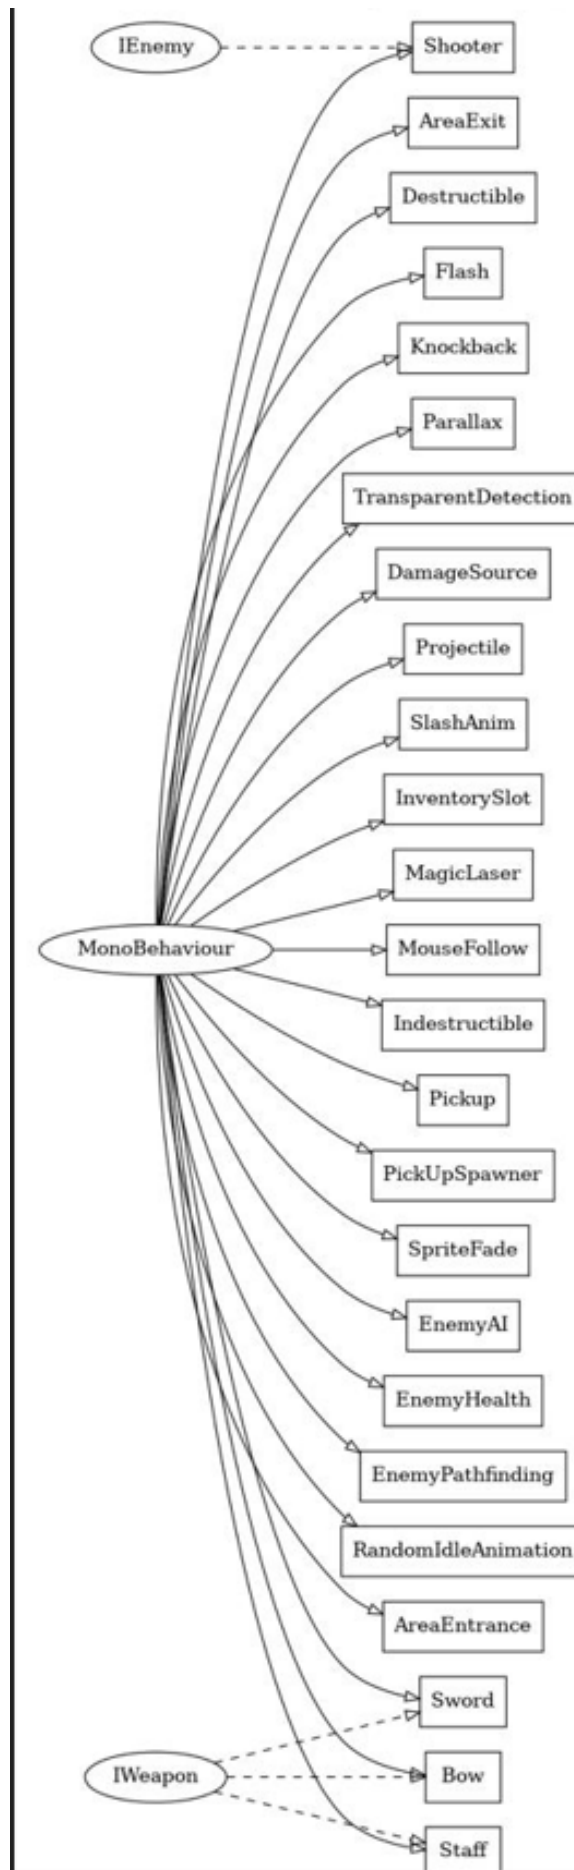 IEnemy
Shooter
AreaExit
Destructible
Flash
Knockback
Parallax
TransparentDetection
DamageSource
Projectile
SlashAnim
InventorySlot
MagicLaser
MonoBehaviour
MouseFollow
Indestructible
Pickup
PickUpSpawner
SpriteFade
EnemyAI
EnemyHealth
EnemyPathfinding
RandomIdleAnimation
AreaEntrance
Sword
IWeapon
Bow
Staff